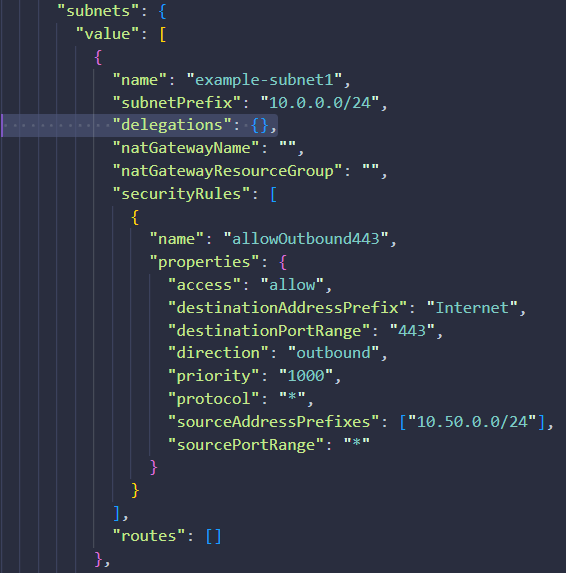 "subnets": {
"value": [
{
"name": "example-subnet1",
"subnetPrefix": "10.0.0.0/24",
"delegations": {},
"natGatewayName": "",
"natGatewayResourceGroup": "",
"securityRules": [
{
"name": "allowOutbound443",
"properties": {
"access": "allow",
"destinationAddressPrefix": "Internet",
"destinationPortRange": "443",
"direction": "outbound",
"priority": "1000",
"protocol": "*",
"sourceAddressPrefixes": ["10.50.0.0/24"],
"sourcePortRange": "*"
}
}
],
"routes": []
},